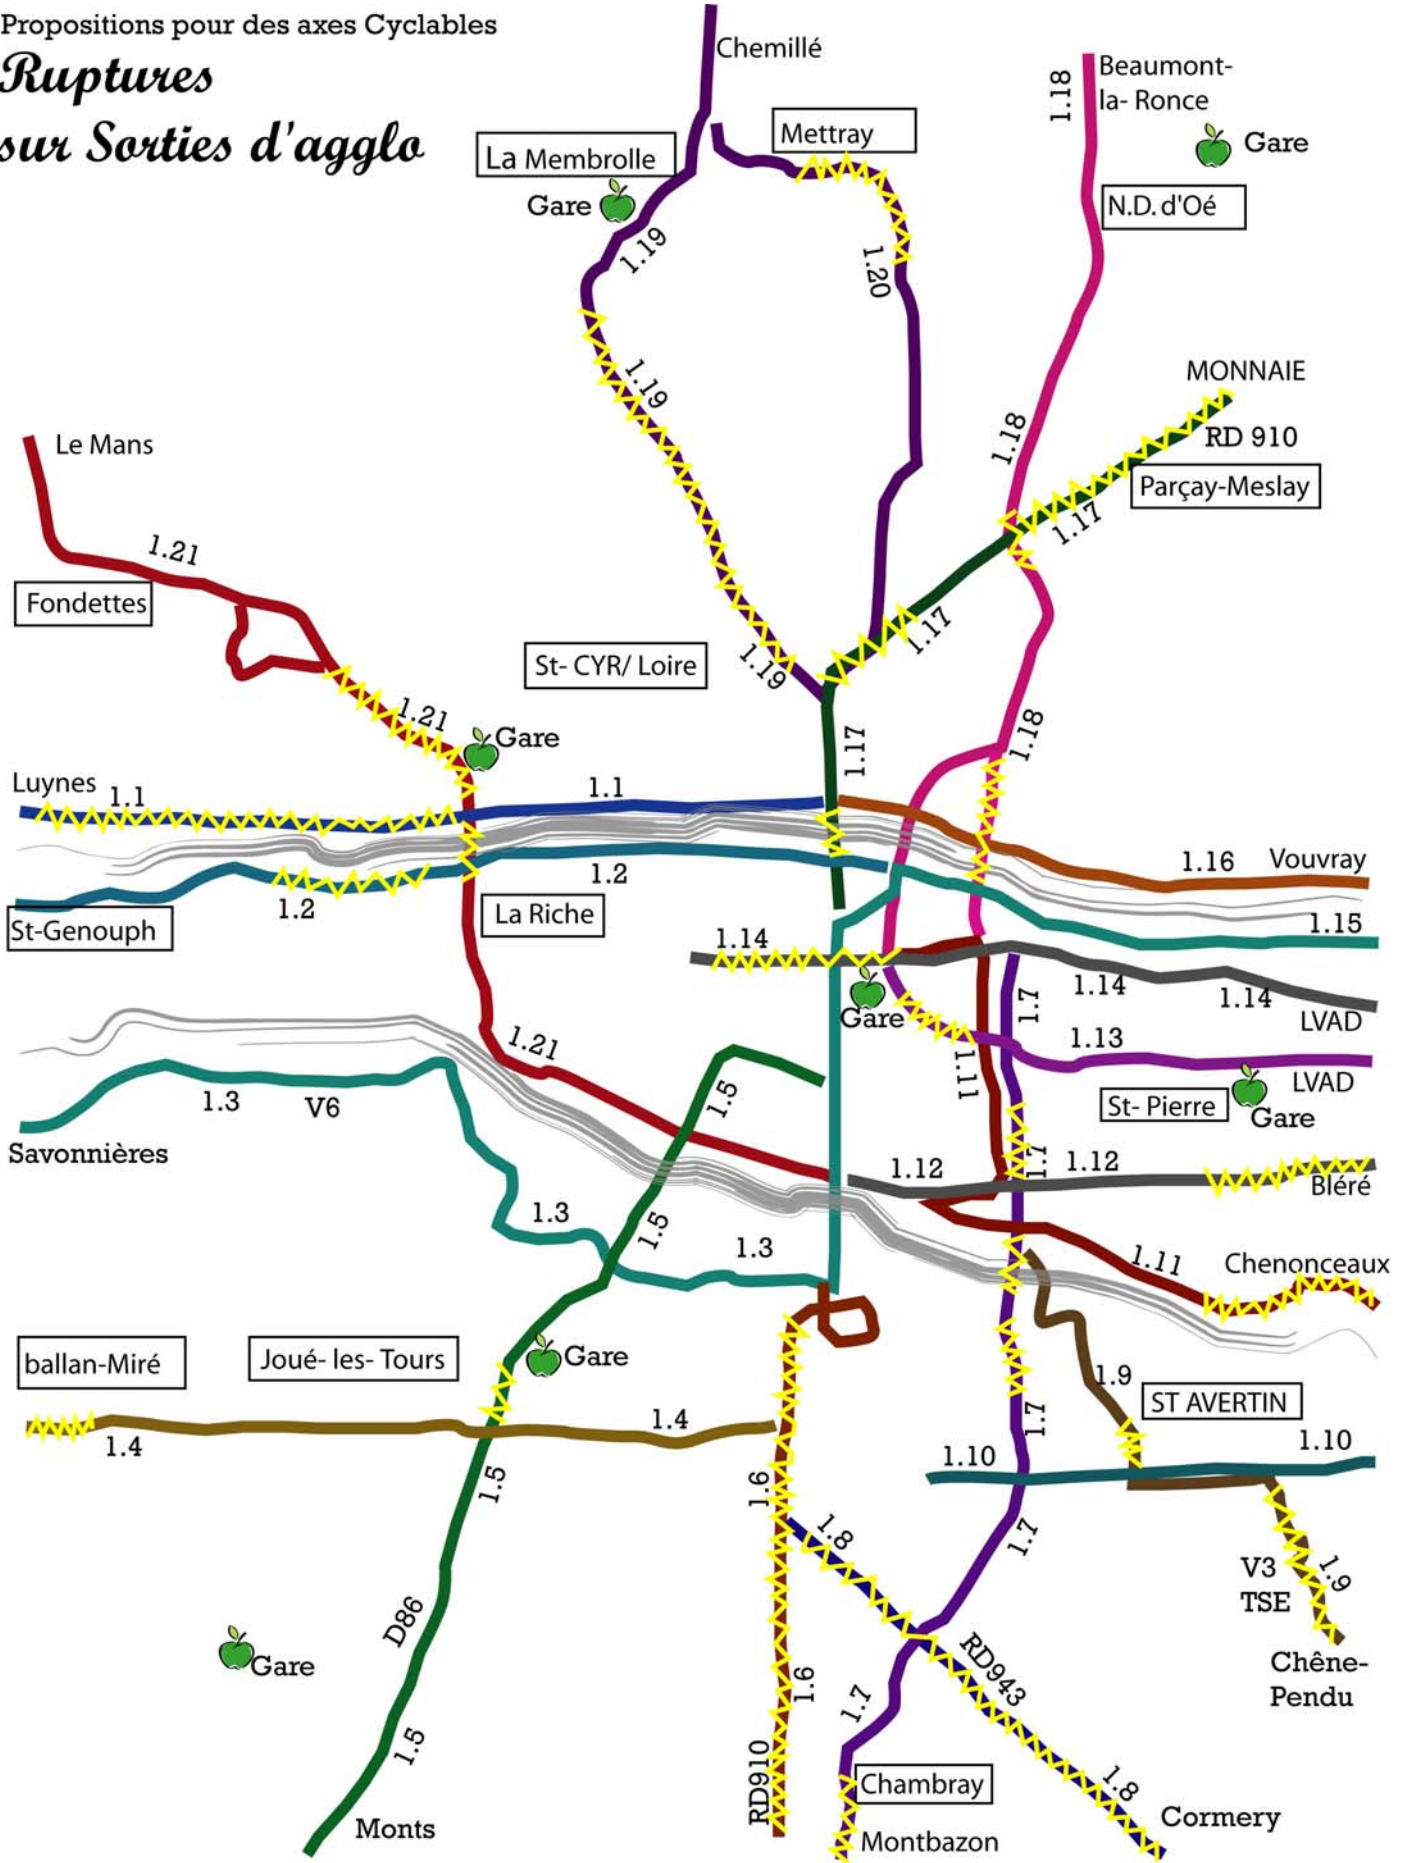 Propositions pour des axes Cyclables
Ruptures
sur Sorties d'agglo
Chemillé
Beaumont-
la- Ronce
1.18
Gare
Mettray
La Membrolle
Gare
N.D. d'Oé
1.19
1.20
1.19
MONNAIE
RD 910
1.18
Parçay-Meslay
1.17
Le Mans
1.21
Fondettes
1.17
St- CYR/ Loire
1.19
1.21
Gare
1.18
1.17
Luynes
1.1
1.1
1.16
Vouvray
1.2
1.2
La Riche
St-Genouph
1.15
1.14
1.14
1.14
LVAD
Gare
1.7
1.21
1.13
1.11
LVAD
1.5
St- Pierre
Gare
1.3
V6
Savonnières
1.7
1.12
1.12
Bléré
1.3
1.5
1.3
1.11
Chenonceaux
ballan-Miré
Joué- les- Tours
Gare
1.9
ST AVERTIN
1.4
1.4
1.7
1.10
1.10
1.5
1.6
1.8
1.7
V3
TSE
1.9
D86
Gare
RD943
Chêne-
Pendu
1.6
1.7
1.5
RD910
Chambray
1.8
Monts
Montbazon
Cormery